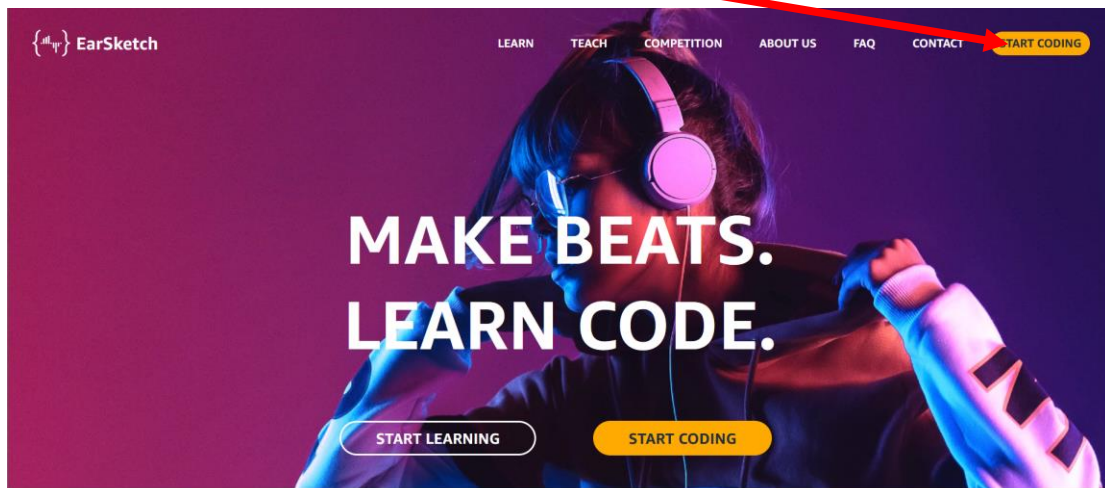 EarSketch
LEARN TEACH COMPETITION ABOUT US FAQ CONTACT START CODING
MAKE BEATS.
LEARN CODE.
START LEARNING START CODING